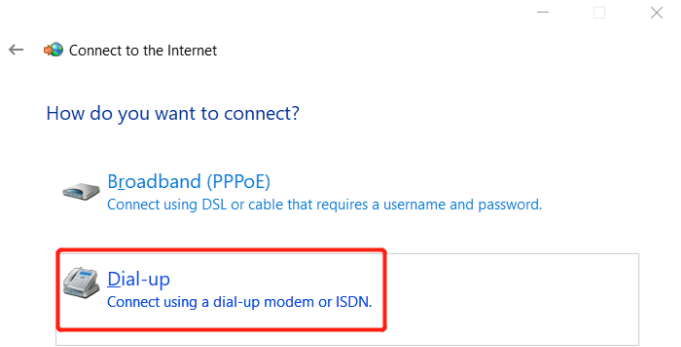 Connect to the Internet
How do you want to connect?
Broadband (PPPoE)
Connect using DSL or cable that requires a username and password.
Dial-up
Connect using a dial-up modem or ISDN.